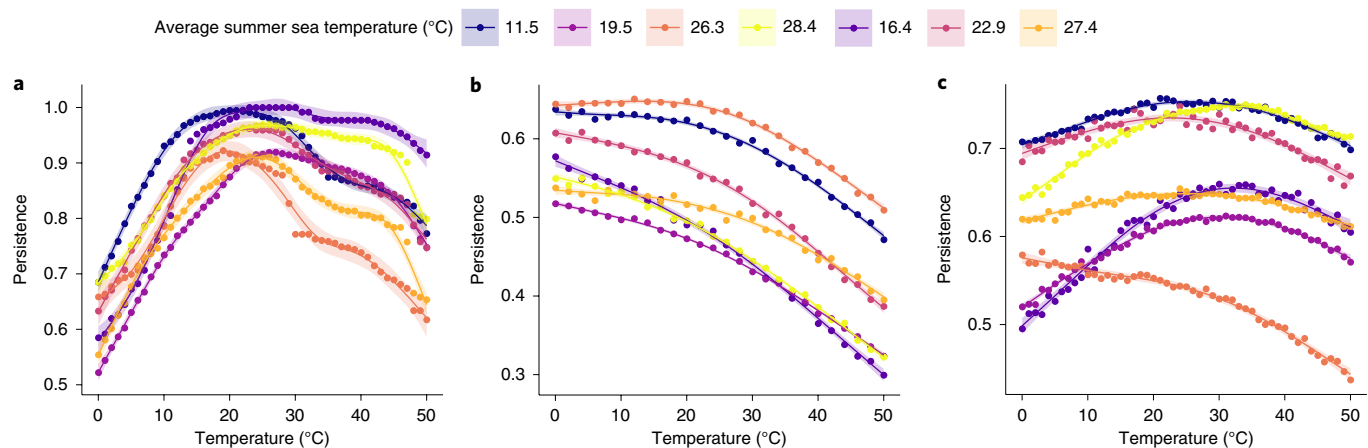 Average summer sea temperature (°C) 11.5 19.5 26.3 28.4 16.4 22.9 27.4
a
Persistence
1.0
0.9
0.8
0.7
0.6
0.5
0 10 20 30 40 50
Temperature (°C)
b
Persistence
0.6
0.5
0.4
0.3
0 10 20 30 40 50
Temperature (°C)
c
Persistence
0.7
0.6
0.5
0 10 20 30 40 50
Temperature (°C)